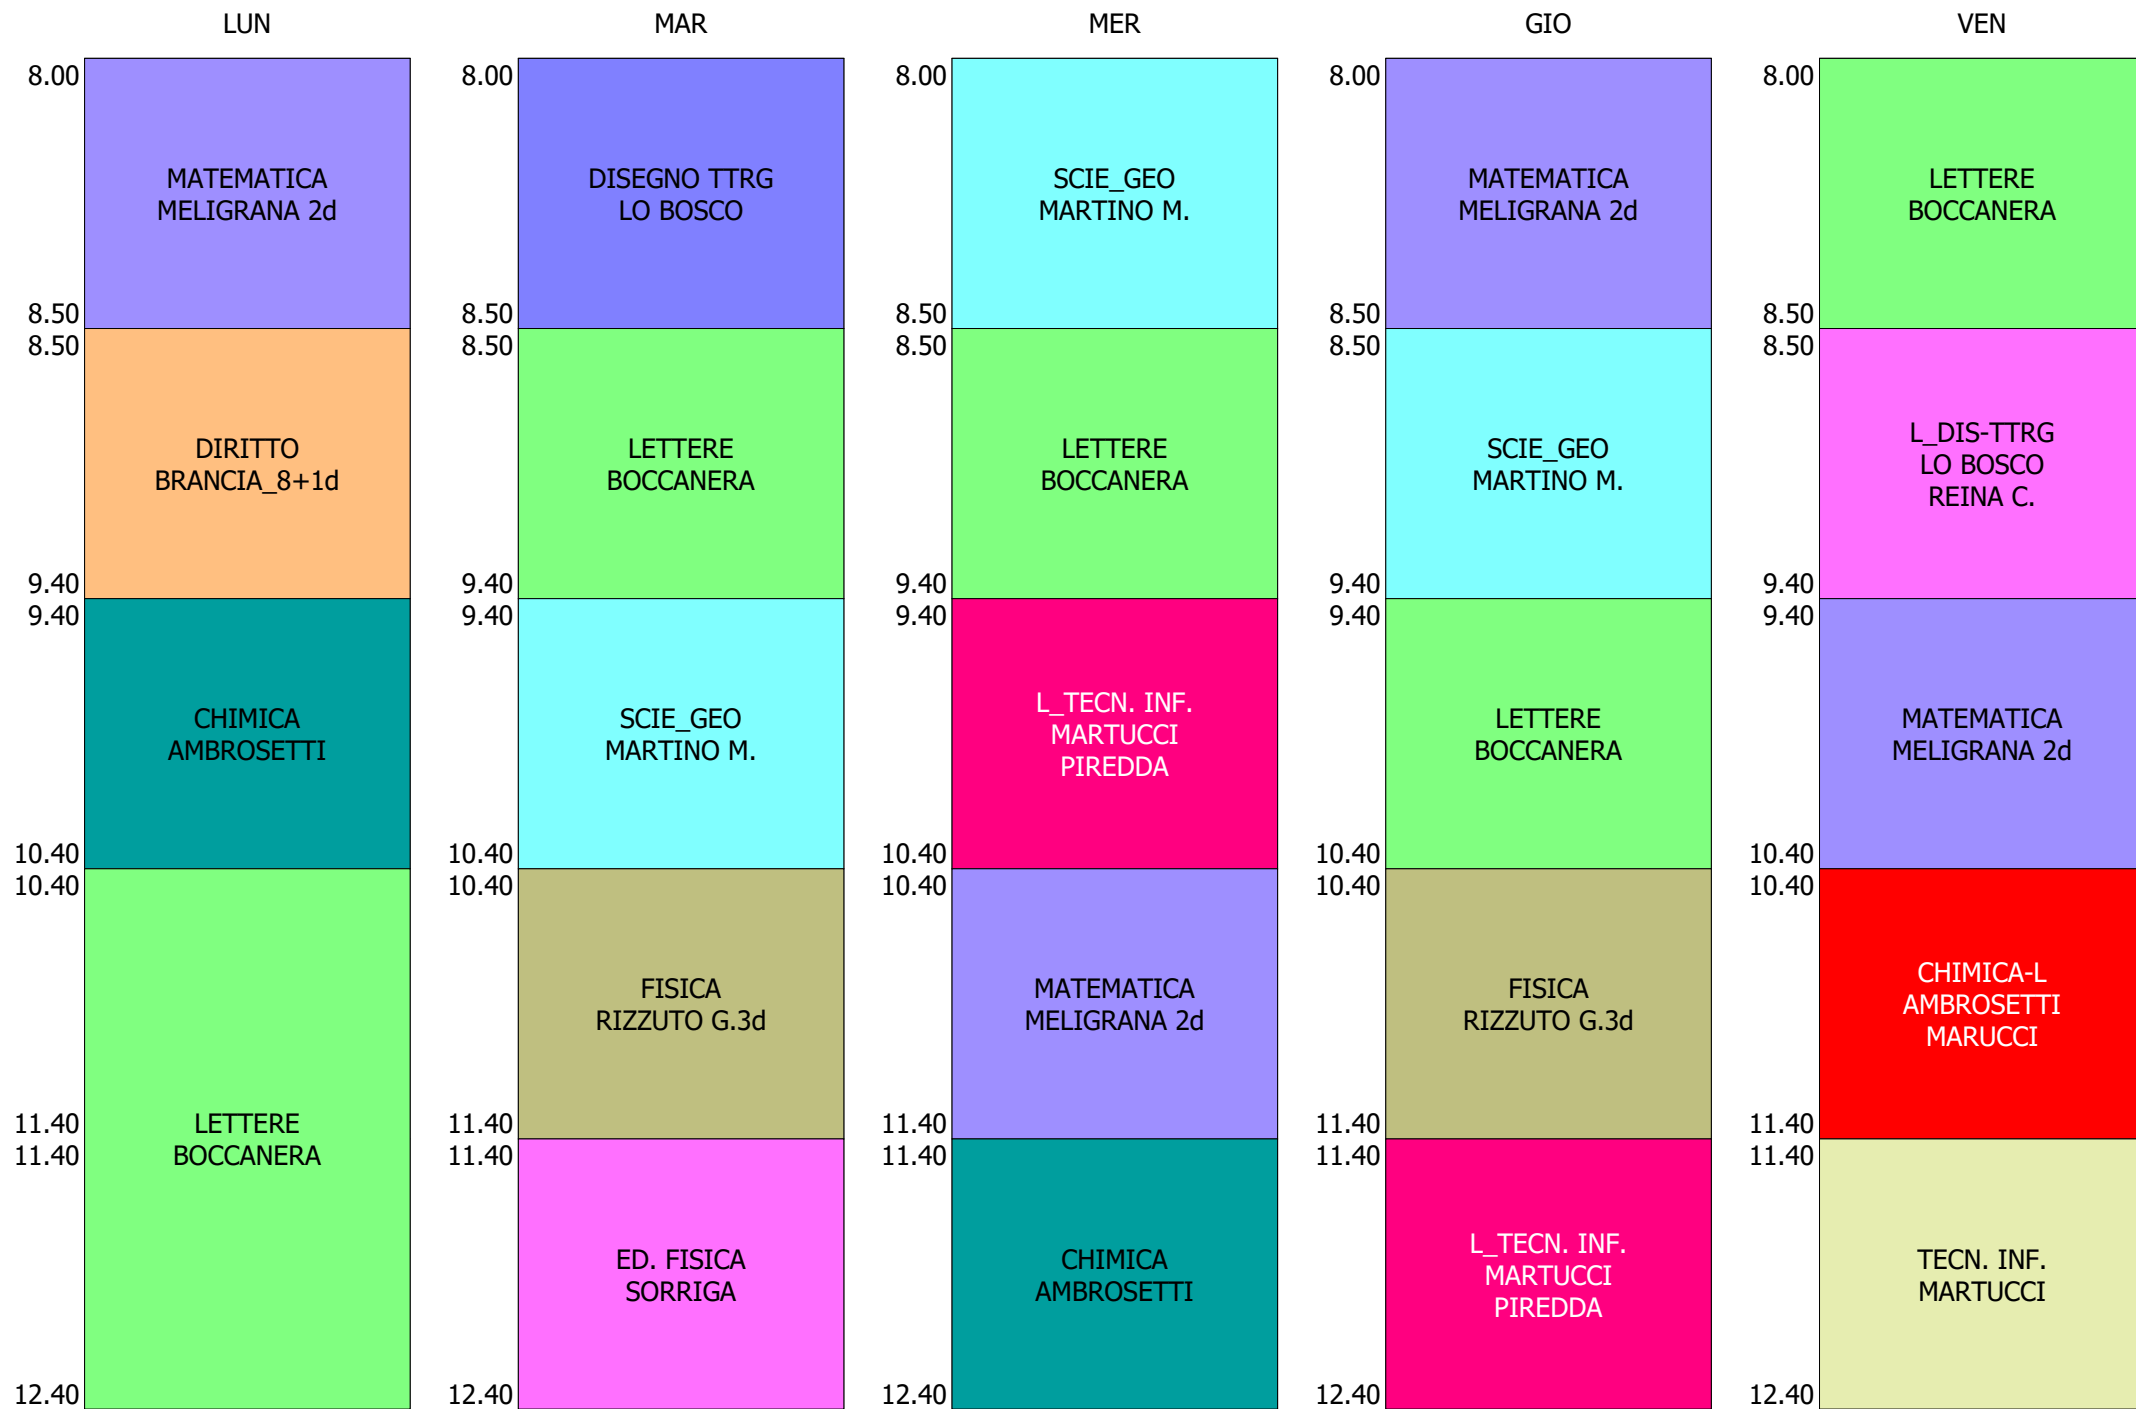 LUN
8.00
MATEMATICA
MELIGRANA 2d
8.50
8.50
DIRITTO
BRANCIA_8+1d
9.40
9.40
CHIMICA
AMBROSETTI
10.40
10.40
LETTERE
BOCCANERA
11.40
11.40
12.40
MAR
8.00
DISEGNO TTRG
LO BOSCO
8.50
8.50
LETTERE
BOCCANERA
9.40
9.40
SCIE_GEO
MARTINO M.
10.40
10.40
FISICA
RIZZUTO G.3d
11.40
11.40
ED. FISICA
SORRIGA
12.40
MER
8.00
SCIE_GEO
MARTINO M.
8.50
8.50
LETTERE
BOCCANERA
9.40
9.40
L_TECN. INF.
MARTUCCI
PIREDDA
10.40
10.40
MATEMATICA
MELIGRANA 2d
11.40
11.40
CHIMICA
AMBROSETTI
12.40
GIO
8.00
MATEMATICA
MELIGRANA 2d
8.50
8.50
SCIE_GEO
MARTINO M.
9.40
9.40
LETTERE
BOCCANERA
10.40
10.40
FISICA
RIZZUTO G.3d
11.40
11.40
L_TECN. INF.
MARTUCCI
PIREDDA
12.40
VEN
8.00
LETTERE
BOCCANERA
8.50
8.50
L_DIS-TTRG
LO BOSCO
REINA C.
9.40
9.40
MATEMATICA
MELIGRANA 2d
10.40
10.40
CHIMICA-L
AMBROSETTI
MARUCCI
11.40
11.40
TECN. INF.
MARTUCCI
12.40